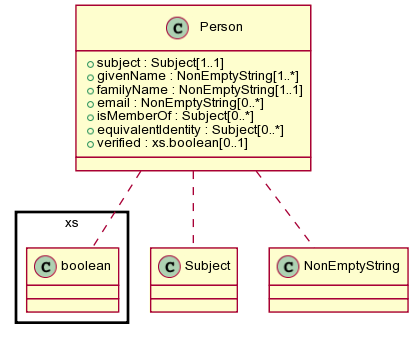 C Person
subject : Subject[1..1]
givenName : NonEmptyString[1..*]
familyName : NonEmptyString[1..1]
email : NonEmptyString[0..*]
isMemberOf : Subject[0..*]
equivalentIdentity : Subject[0..*]
verified : xs.boolean[0..1]
xs
C boolean
C Subject
C NonEmptyString